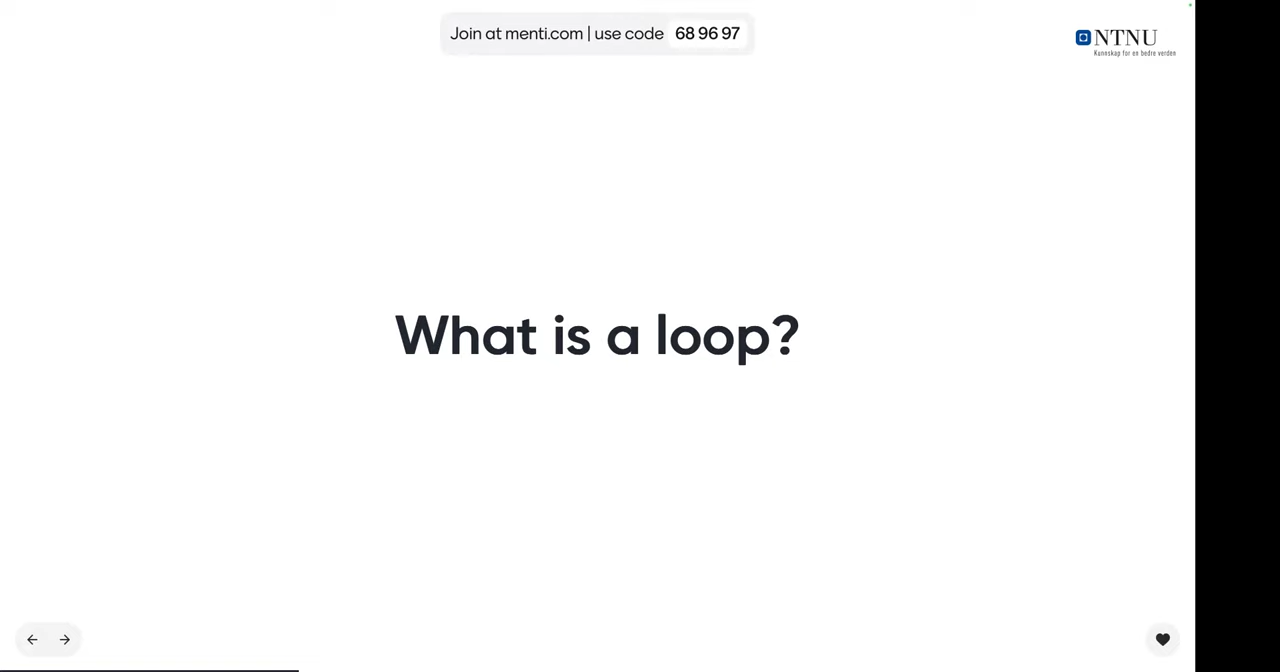 Join at menti.com | use code 68 96 97
NTNU
Kunnskap for en bedre verden
What is a loop?